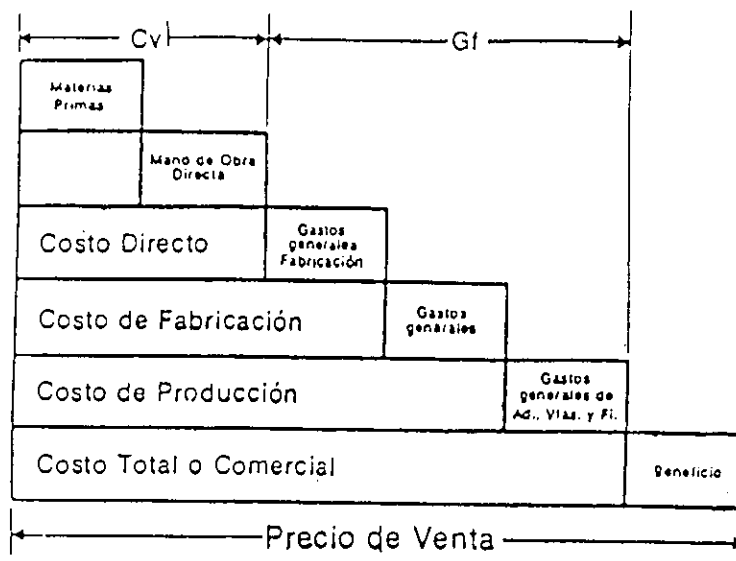 Cv
Gf
Materias
Primas
Mano de Obra
Directa
Costo Directo
Gastos
generales
Fabricación
Costo de Fabricación
Gastos
generales
Costo de Producción
Gastos
generales de
Ad., Vtas. y Fi.
Costo Total o Comercial
Beneficio
Precio de Venta